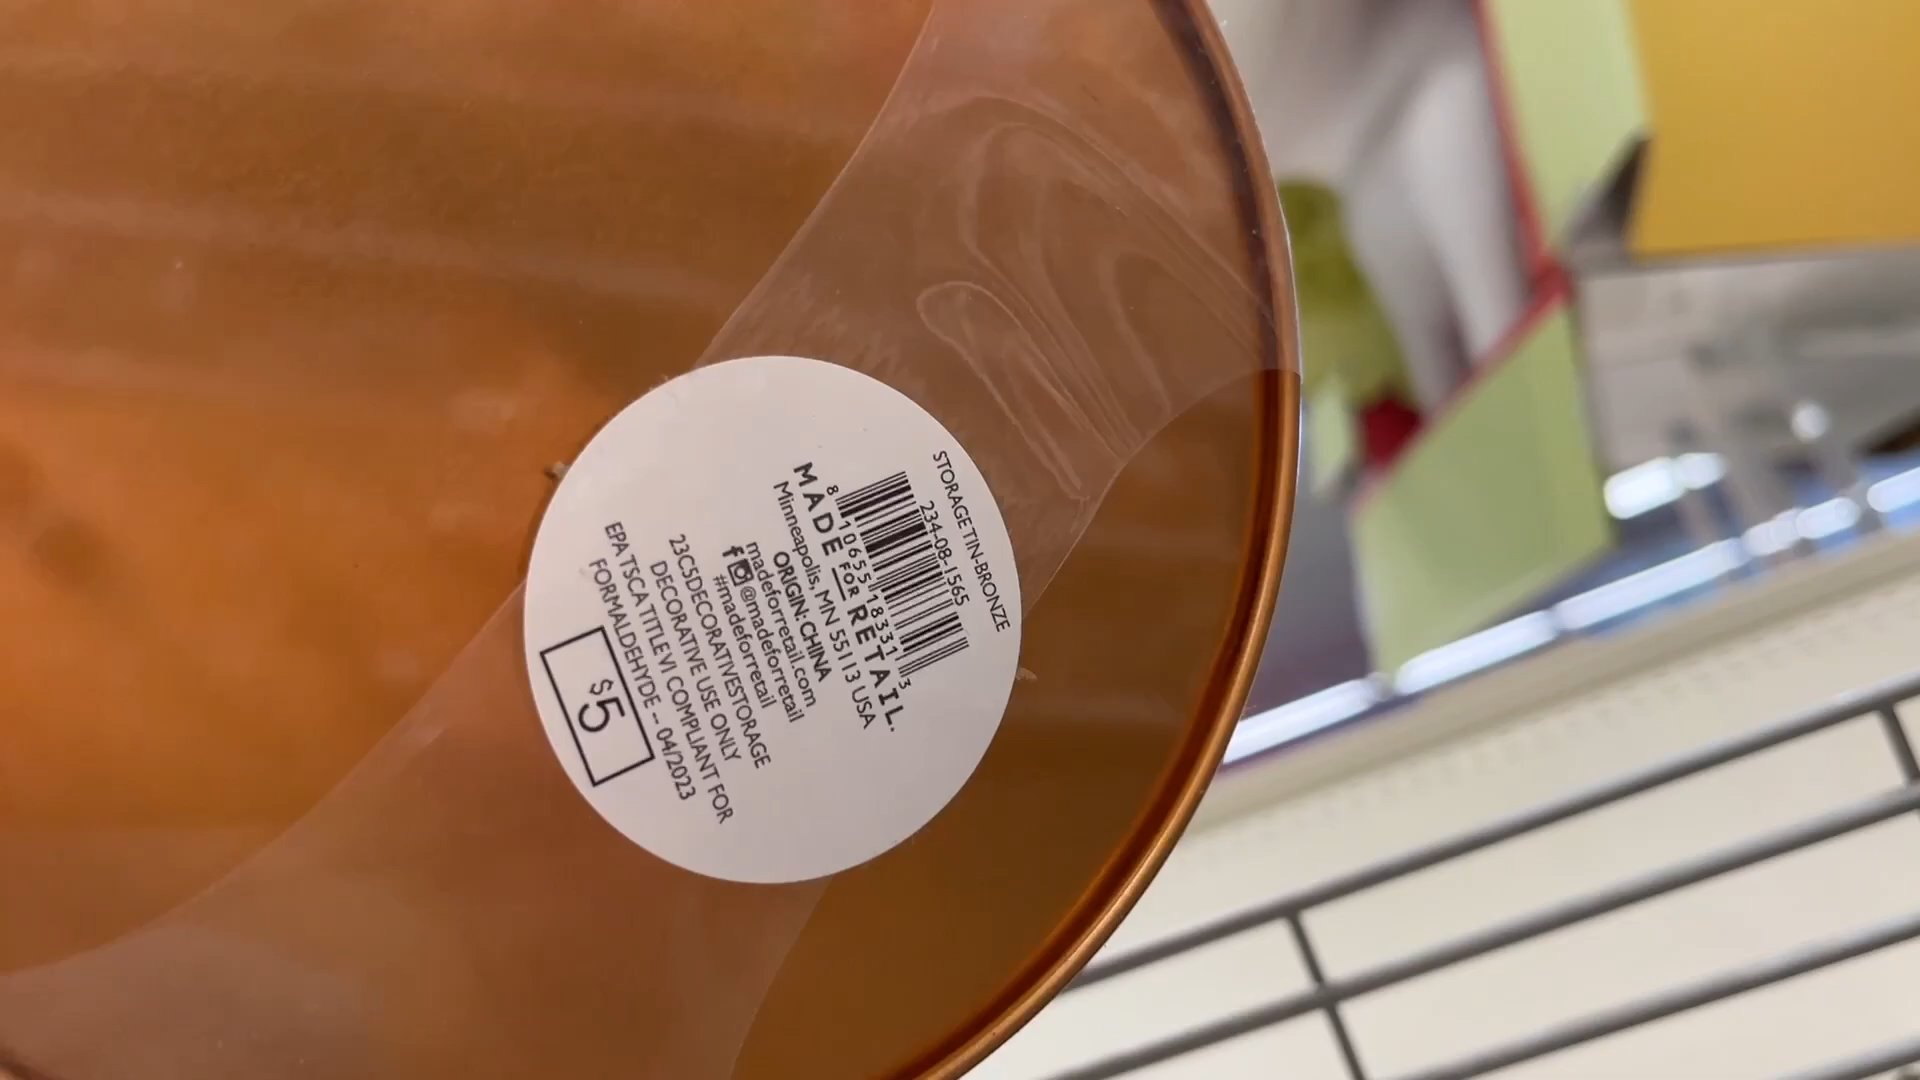 STORAGE TIN-BRONZE
234-08-1565
8 10655 18331 3
MADE FOR RETAIL.
Minneapolis, MN 55113 USA
ORIGIN: CHINA
madeforretail.com
@madeforretail
#madeforretail
23C5DECORATIVESTORAGE
DECORATIVE USE ONLY
EPA TSCA TITLE VI COMPLIANT FOR
FORMALDEHYDE -- 04/2023
$5